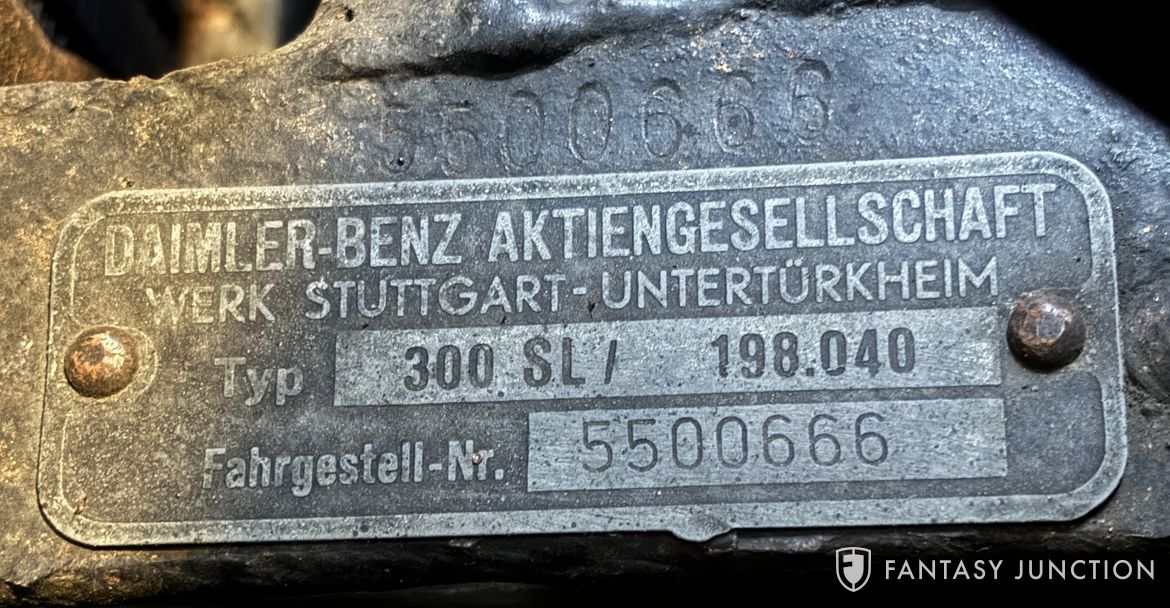 5500666
DAIMLER-BENZ AKTIENGESELLSCHAFT
WERK STUTTGART-UNTERTÜRKHEIM
Typ 300 SL / 198.040
Fahrgestell-Nr. 5500666
FANTASY JUNCTION